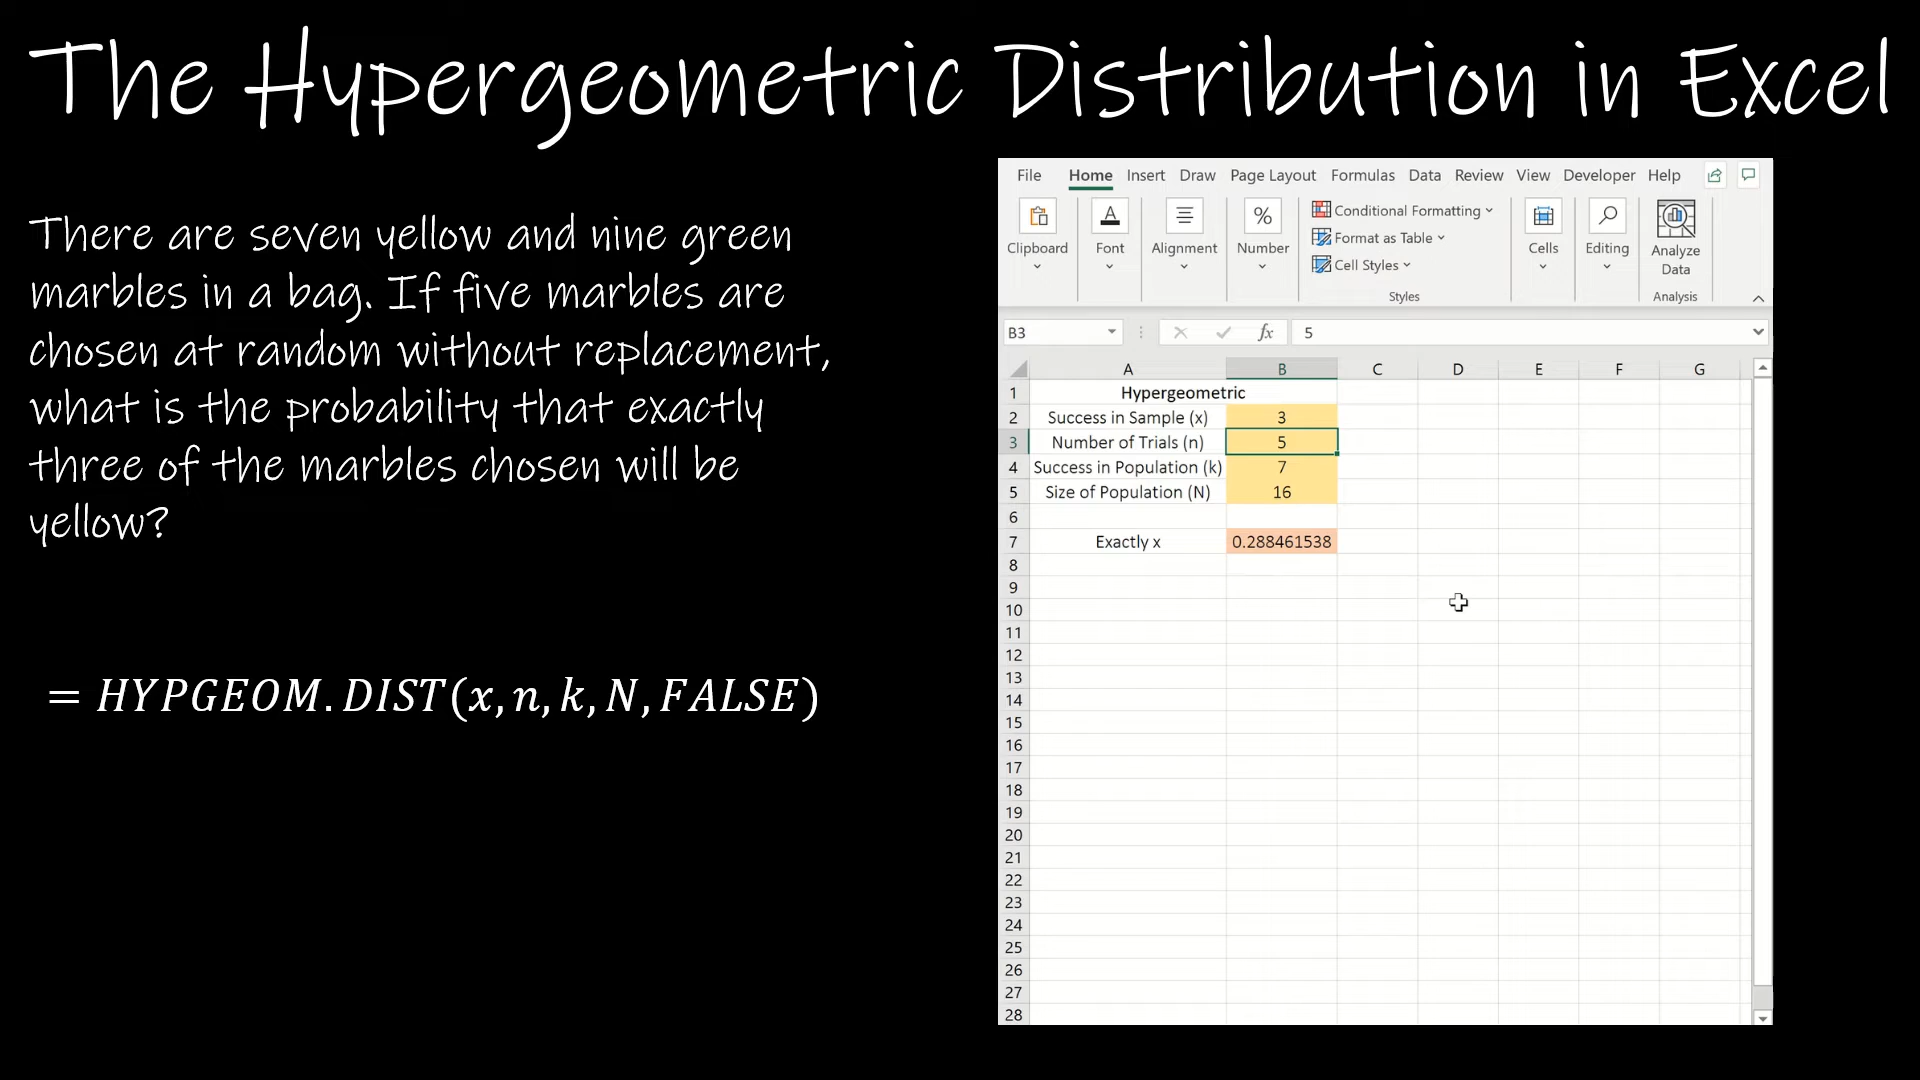 The Hypergeometric Distribution in Excel
There are seven yellow and nine green
marbles in a bag. If five marbles are
chosen at random without replacement,
what is the probability that exactly
three of the marbles chosen will be
yellow?
= HYPGEOM.DIST(x, n, k, N, FALSE)
File Home Insert Draw Page Layout Formulas Data Review View Developer Help
Clipboard Font Alignment Number Conditional Formatting Format as Table Cell Styles Cells Editing Analyze Data
Styles Analysis
B3 fx 5
A B C D E F G
1 Hypergeometric
2 Success in Sample (x) 3
3 Number of Trials (n) 5
4 Success in Population (k) 7
5 Size of Population (N) 16
6
7 Exactly x 0.288461538
8
9
10
11
12
13
14
15
16
17
18
19
20
21
22
23
24
25
26
27
28